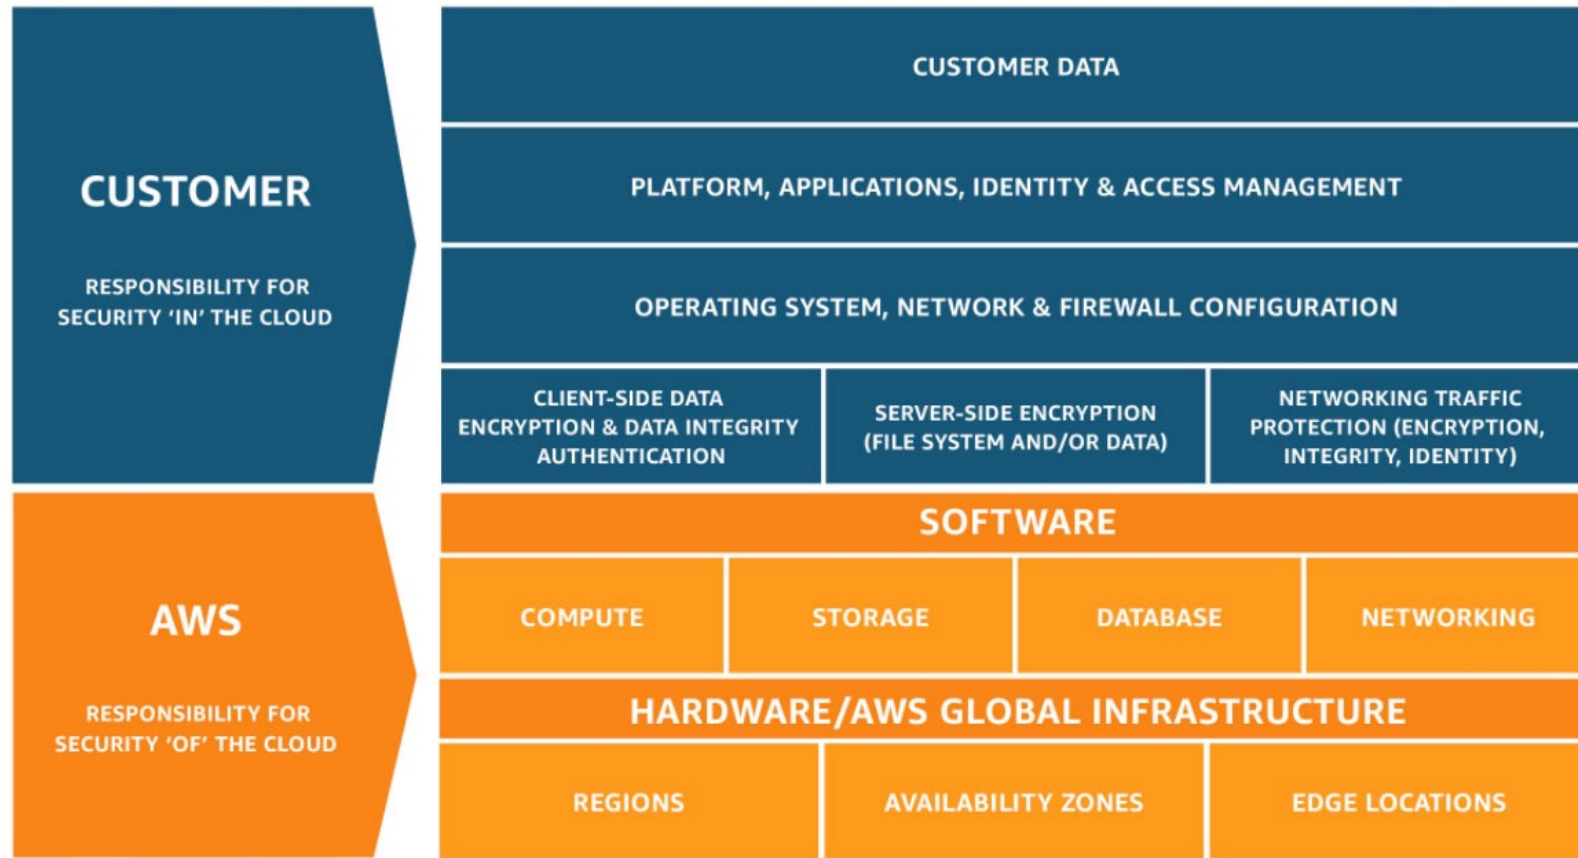 CUSTOMER
RESPONSIBILITY FOR
SECURITY ‘IN’ THE CLOUD
CUSTOMER DATA
PLATFORM, APPLICATIONS, IDENTITY & ACCESS MANAGEMENT
OPERATING SYSTEM, NETWORK & FIREWALL CONFIGURATION
CLIENT-SIDE DATA
ENCRYPTION & DATA INTEGRITY
AUTHENTICATION
SERVER-SIDE ENCRYPTION
(FILE SYSTEM AND/OR DATA)
NETWORKING TRAFFIC
PROTECTION (ENCRYPTION,
INTEGRITY, IDENTITY)
AWS
RESPONSIBILITY FOR
SECURITY ‘OF’ THE CLOUD
SOFTWARE
COMPUTE
STORAGE
DATABASE
NETWORKING
HARDWARE/AWS GLOBAL INFRASTRUCTURE
REGIONS
AVAILABILITY ZONES
EDGE LOCATIONS